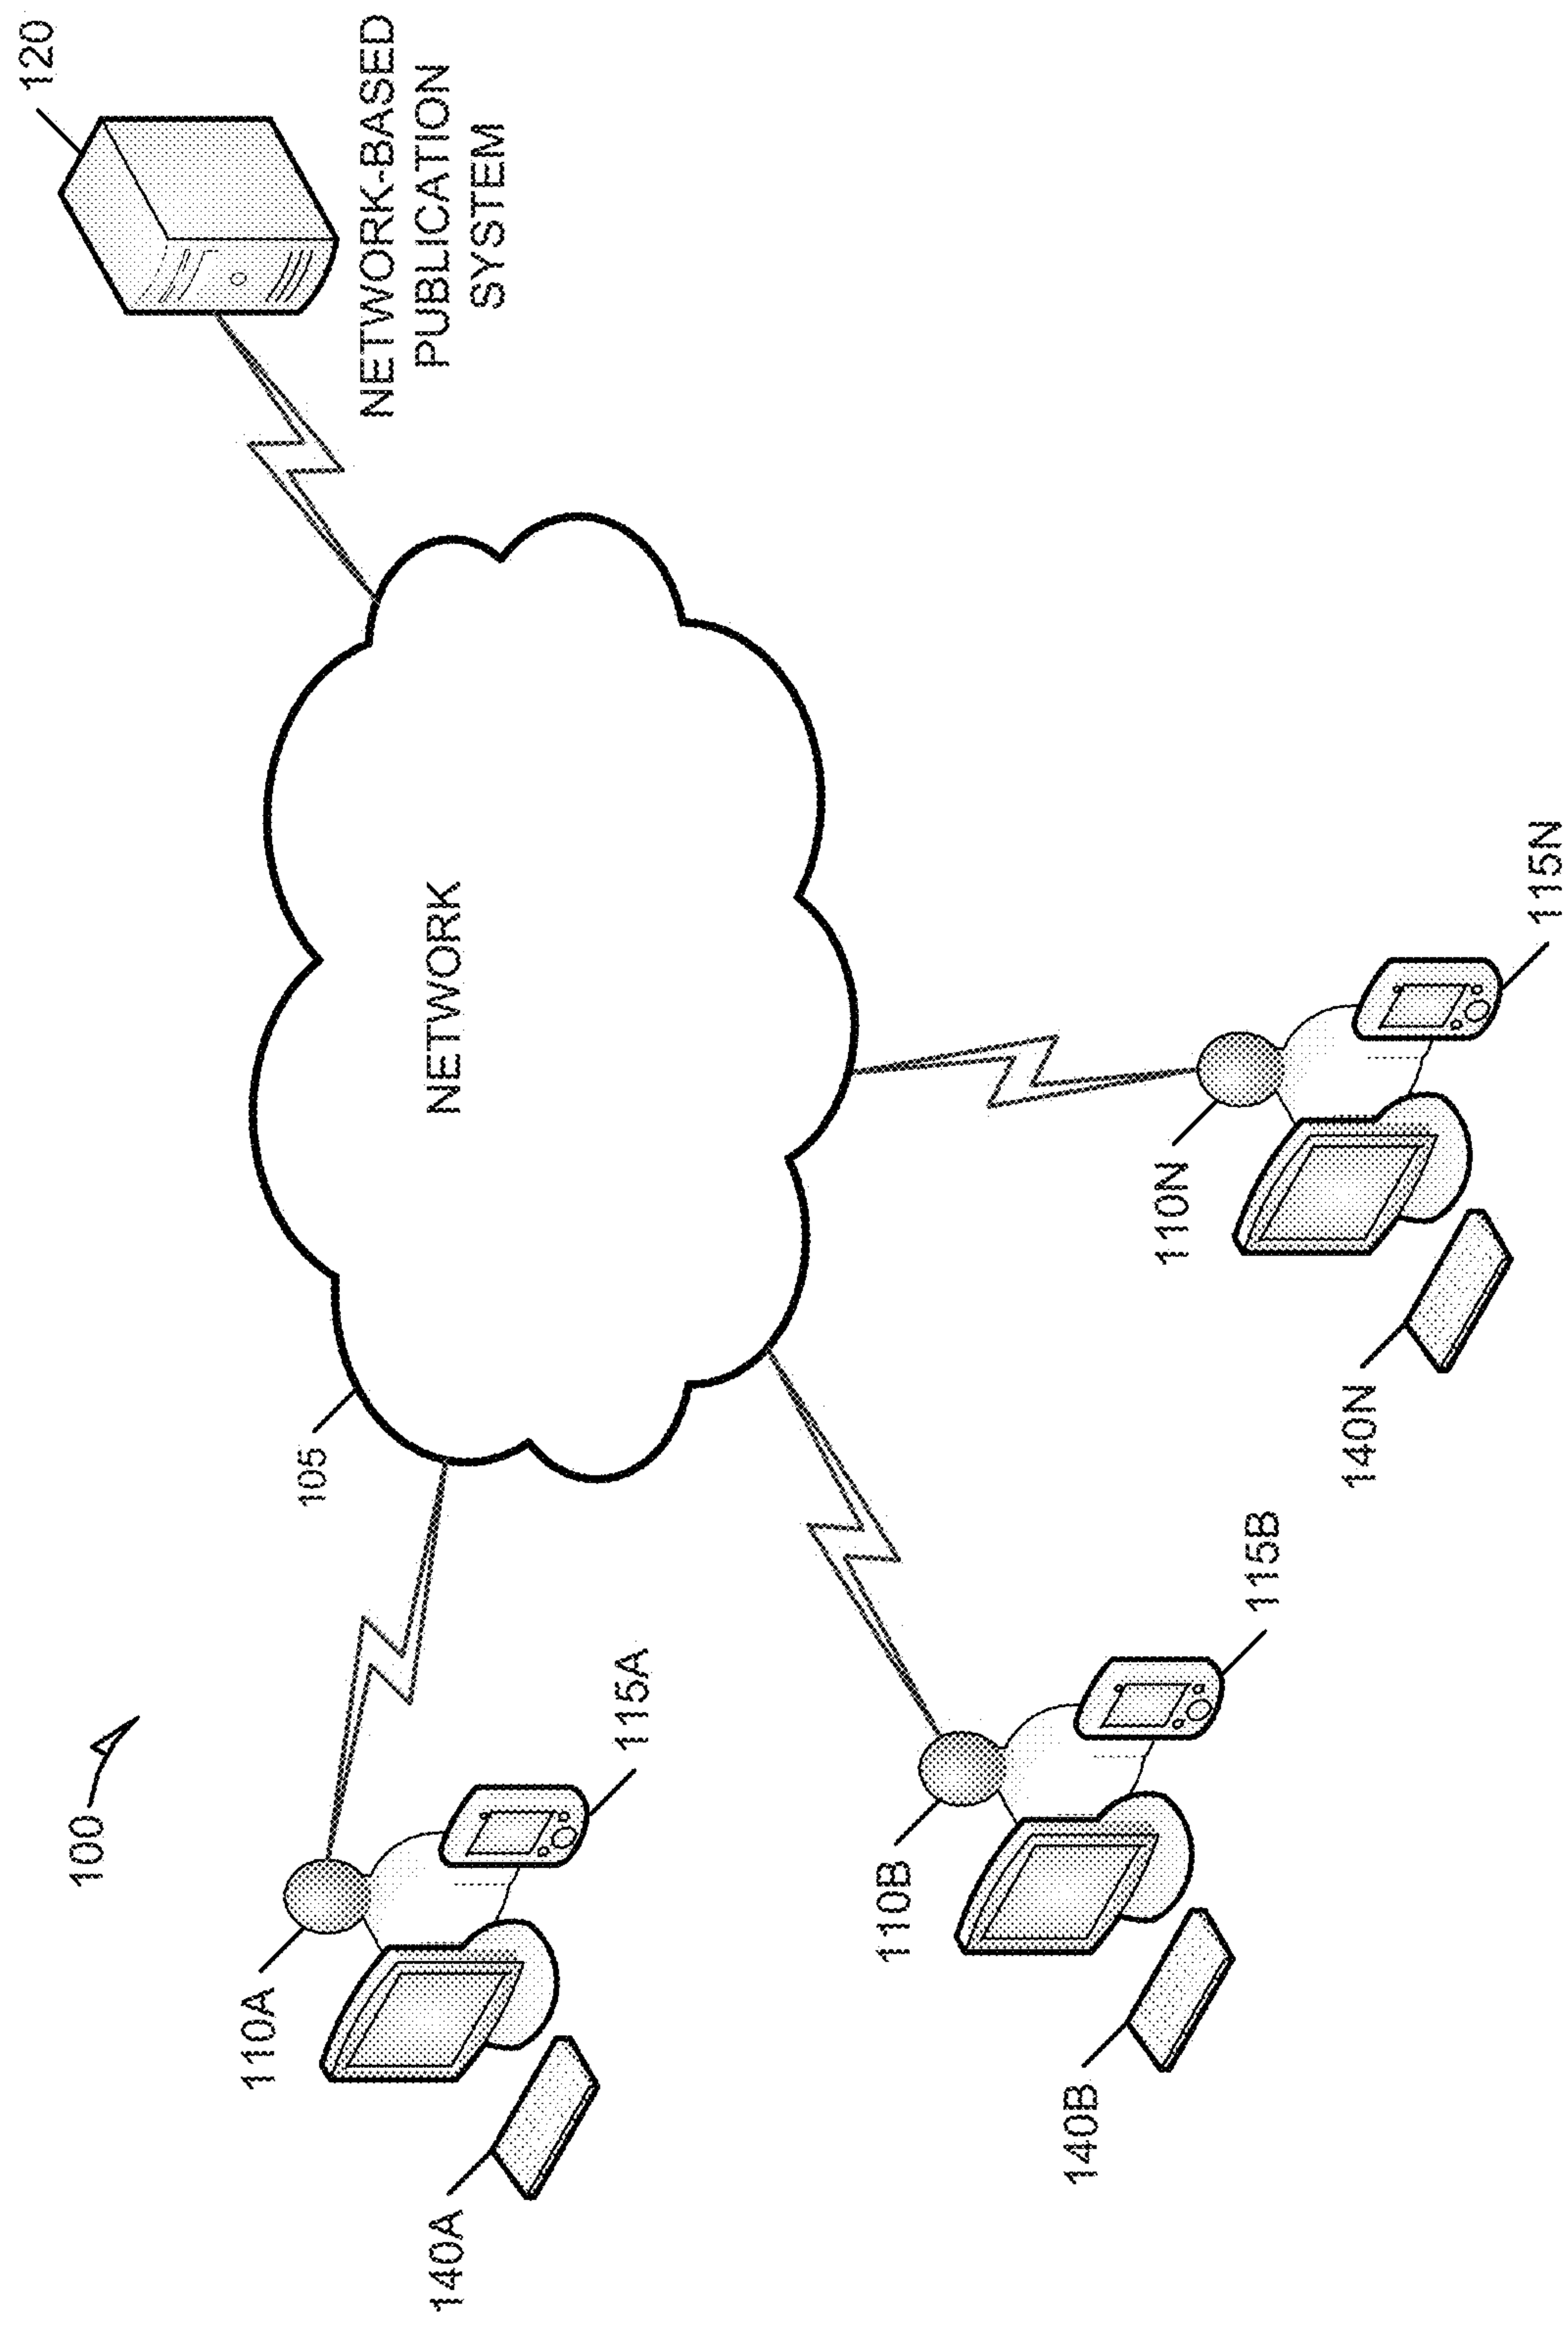 100
120
NETWORK-BASED
PUBLICATION
SYSTEM
105
NETWORK
110A
115A
140A
110B
115B
140B
110N
115N
140N